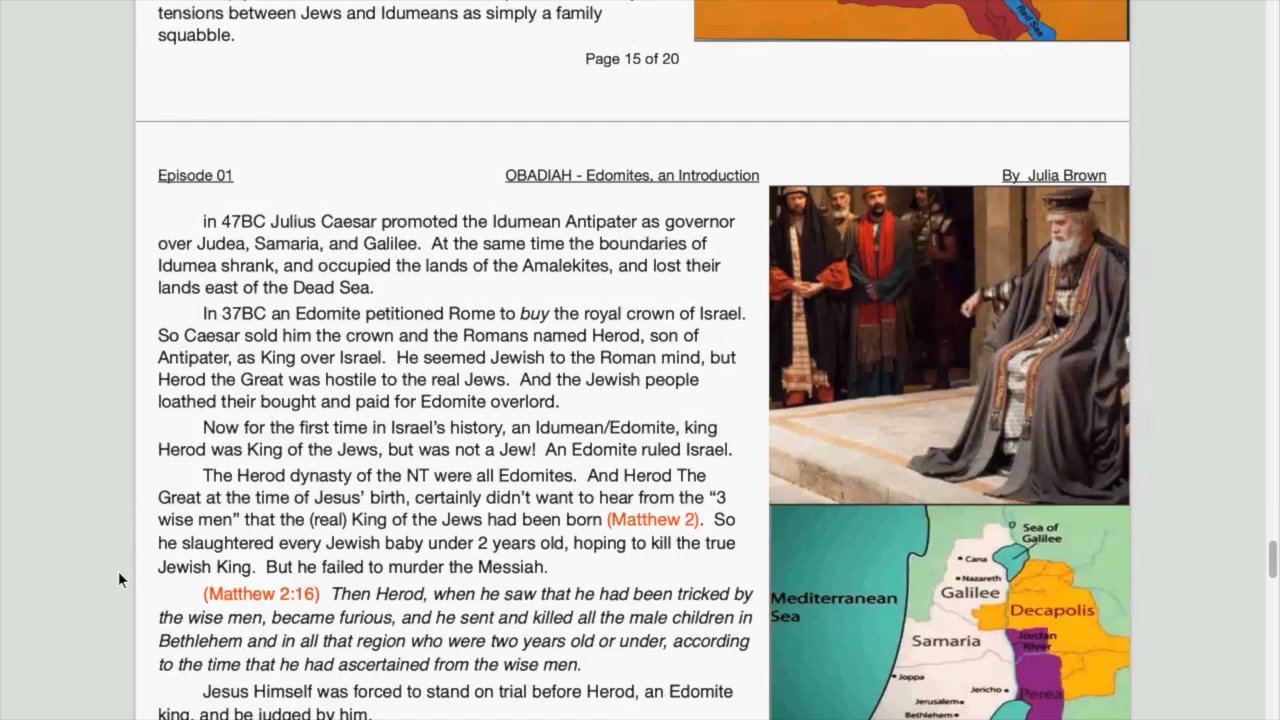 tensions between Jews and Idumeans as simply a family
squabble.
Red Sea
Page 15 of 20
Episode 01
OBADIAH - Edomites, an Introduction
By Julia Brown
in 47BC Julius Caesar promoted the Idumean Antipater as governor
over Judea, Samaria, and Galilee. At the same time the boundaries of
Idumea shrank, and occupied the lands of the Amalekites, and lost their
lands east of the Dead Sea.
In 37BC an Edomite petitioned Rome to buy the royal crown of Israel.
So Caesar sold him the crown and the Romans named Herod, son of
Antipater, as King over Israel. He seemed Jewish to the Roman mind, but
Herod the Great was hostile to the real Jews. And the Jewish people
loathed their bought and paid for Edomite overlord.
Now for the first time in Israel's history, an Idumean/Edomite, king
Herod was King of the Jews, but was not a Jew! An Edomite ruled Israel.
The Herod dynasty of the NT were all Edomites. And Herod The
Great at the time of Jesus' birth, certainly didn't want to hear from the "3
wise men" that the (real) King of the Jews had been born (Matthew 2). So
he slaughtered every Jewish baby under 2 years old, hoping to kill the true
Jewish King. But he failed to murder the Messiah.
(Matthew 2:16) Then Herod, when he saw that he had been tricked by
the wise men, became furious, and he sent and killed all the male children in
Bethlehem and in all that region who were two years old or under, according
to the time that he had ascertained from the wise men.
Jesus Himself was forced to stand on trial before Herod, an Edomite
king, and be judged by him.
Sea of
Galilee
Cana
Nazareth
Galilee
Mediterranean
Sea
Decapolis
Samaria
Jordan
River
Joppa
Jericho
Perea
Jerusalem
Bethlehem